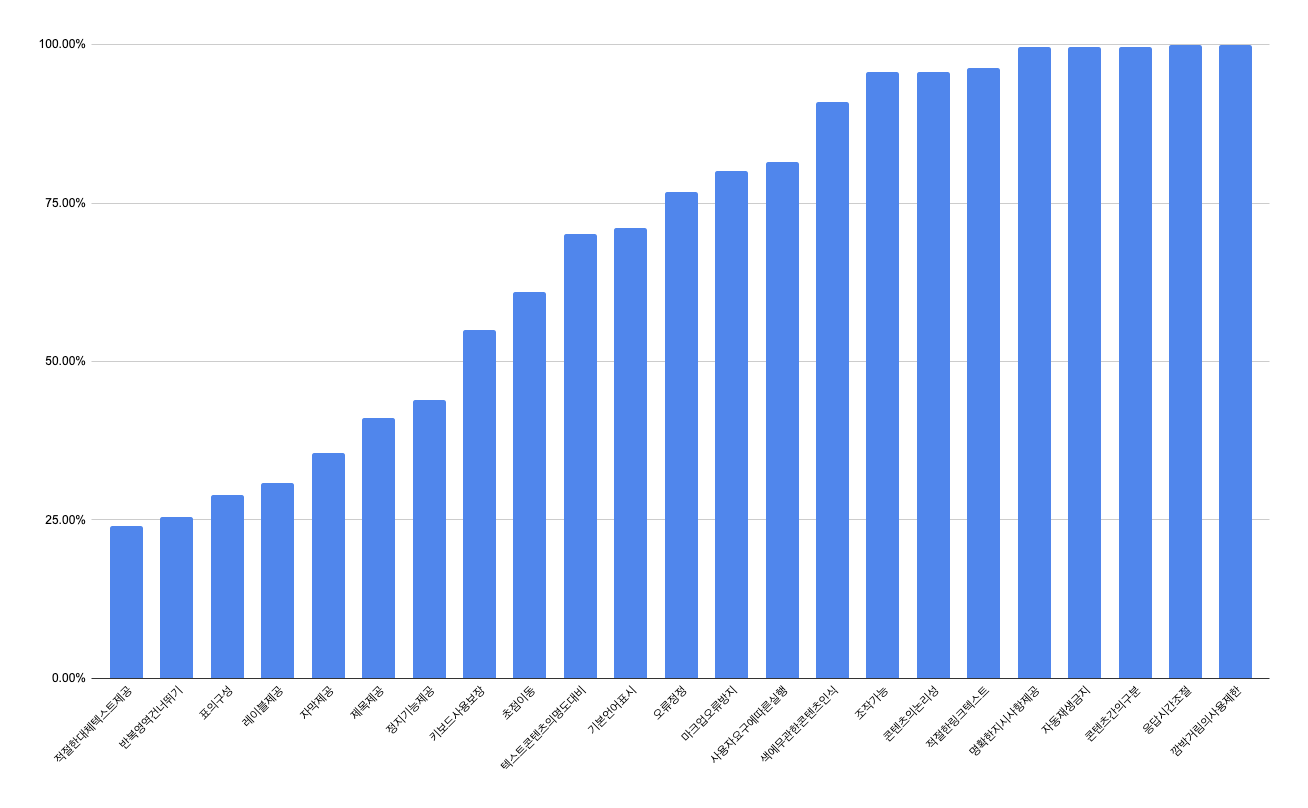 100.00%
75.00%
50.00%
25.00%
0.00%
적절한대체텍스트제공
반복영역건너뛰기
표의구성
레이블제공
자막제공
제목제공
정지기능제공
키보드사용보장
초점이동
텍스트콘텐츠의명도대비
기본언어표시
오류정정
마크업오류방지
사용자요구에따른실행
색에무관한콘텐츠인식
조작가능
콘텐츠의논리성
적절한링크텍스트
명확한지시사항제공
자동재생금지
콘텐츠간의구분
응답시간조절
깜박거림의사용제한